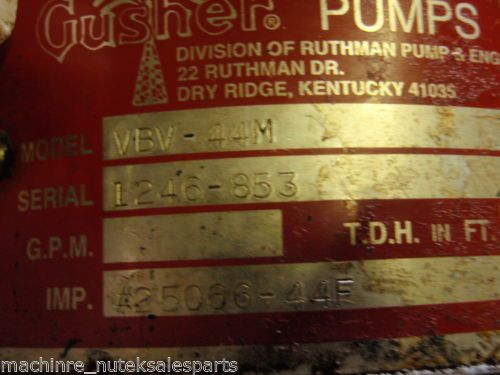 Gusher® PUMPS
DIVISION OF RUTHMAN PUMP & ENG
22 RUTHMAN DR.
DRY RIDGE, KENTUCKY 41035
MODEL VBV-44M
SERIAL 1246-853
G.P.M. T.D.H. IN FT
IMP. A25066-44F
machinre_nuteksalesparts